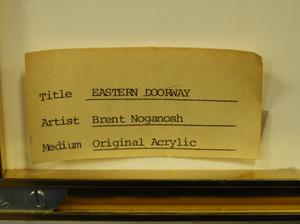 Title EASTERN DOORWAY
Artist Brent Noganosh
Medium Original Acrylic